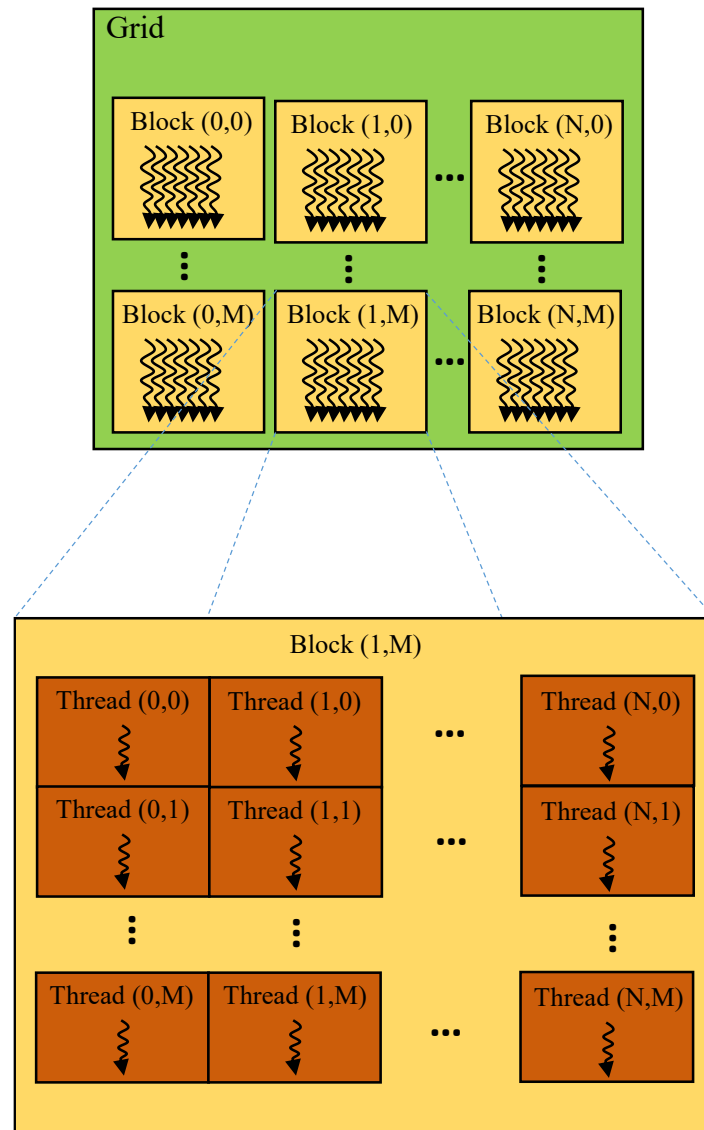 Grid
Block (0,0)
Block (1,0)
Block (N,0)
Block (0,M)
Block (1,M)
Block (N,M)
Block (1,M)
Thread (0,0)
Thread (1,0)
Thread (N,0)
Thread (0,1)
Thread (1,1)
Thread (N,1)
Thread (0,M)
Thread (1,M)
Thread (N,M)